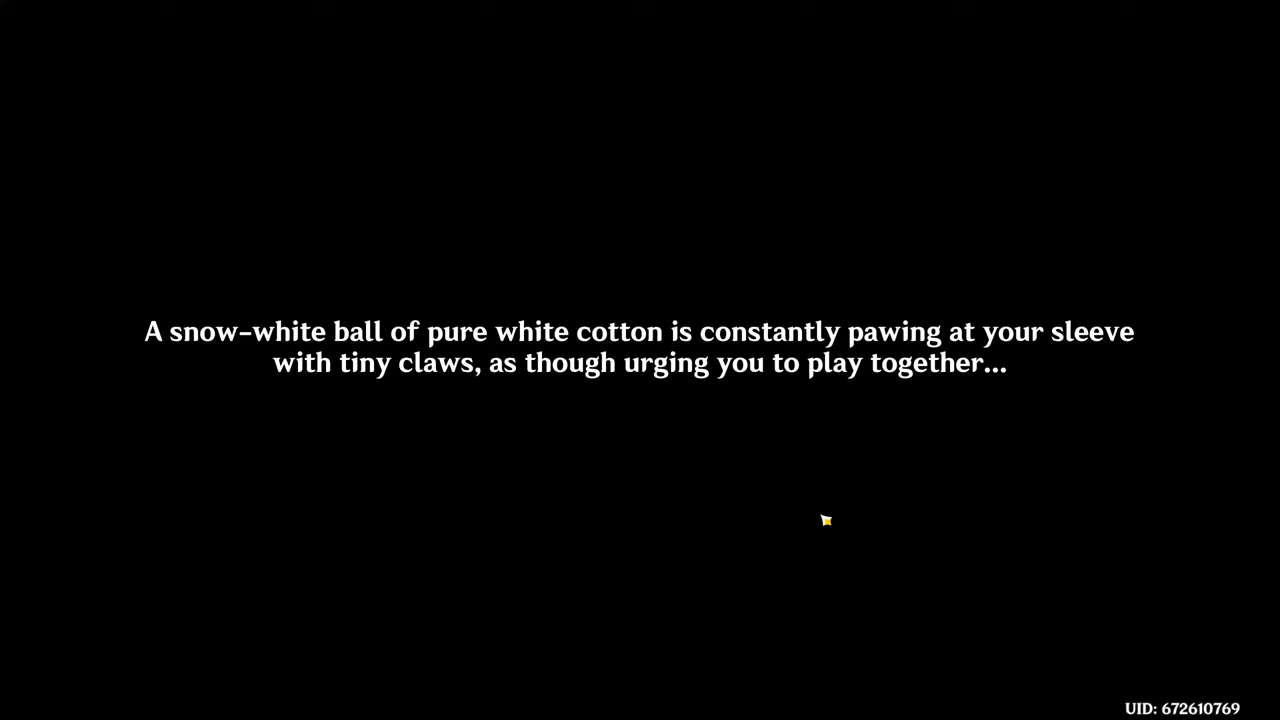 A snow-white ball of pure white cotton is constantly pawing at your sleeve
with tiny claws, as though urging you to play together...
UID: 672610769